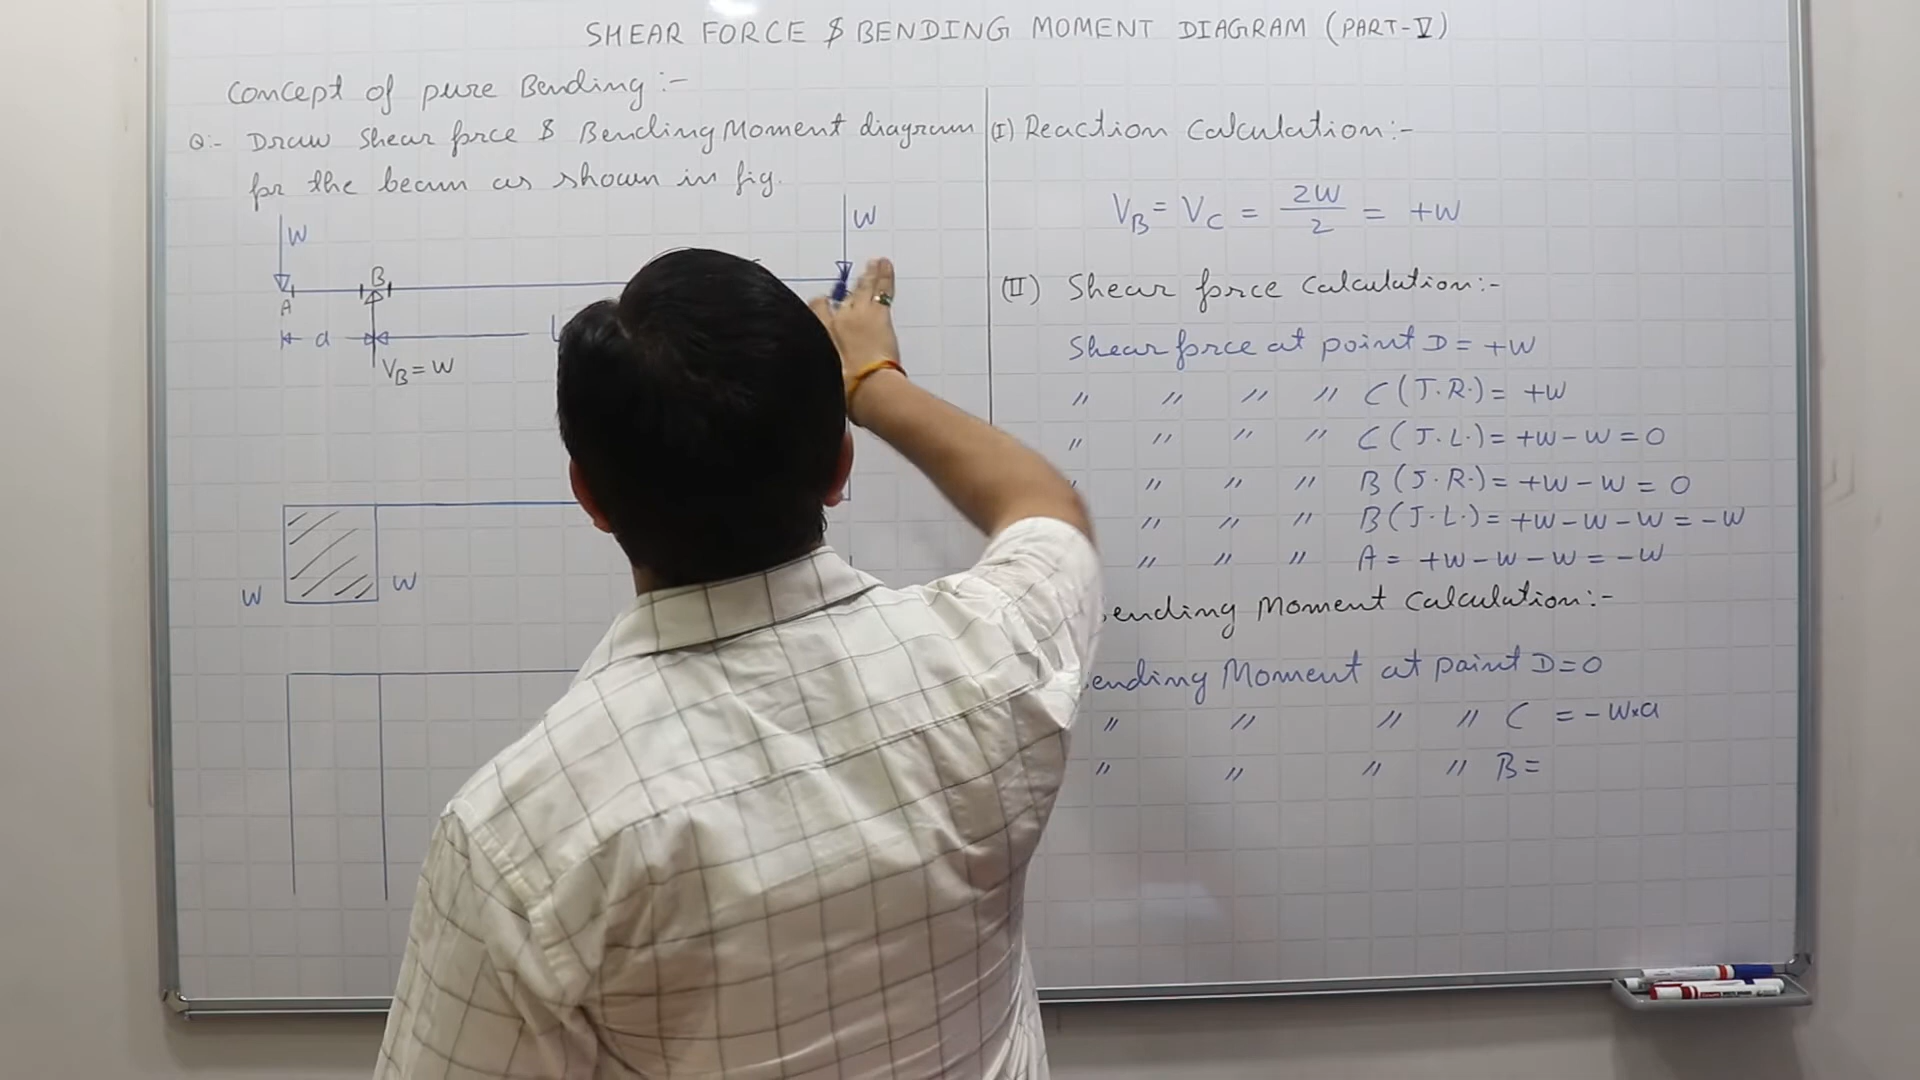 SHEAR FORCE & BENDING MOMENT DIAGRAM (PART-V)
Concept of pure Bending:-
Q:- Draw Shear force & Bending Moment diagram
for the beam as shown in fig.
W
W
A
B
a
L
VB = W
W
W
(I) Reaction Calculation:-
VB = VC = 2W/2 = +W
(II) Shear force Calculation:-
Shear force at point D = +W
" " " " C (J.R.) = +W
" " " " C (J.L.) = +W-W = 0
" " " " B (J.R.) = +W-W = 0
" " " B (J.L.) = +W-W-W = -W
" " " A = +W-W-W = -W
ending Moment Calculation:-
ending Moment at point D = 0
" " " " C = -W×a
" " " " B =